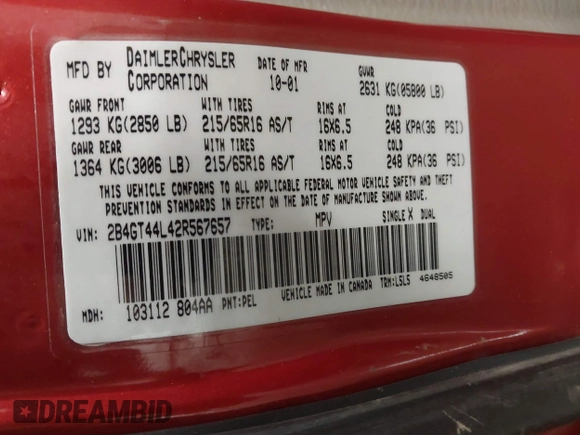 MFD BY DAIMLERCHRYSLER CORPORATION DATE OF MFR 10-01 GVWR 2631 KG(05800 LB)
GAWR FRONT WITH TIRES RIMS AT COLD
1293 KG(2850 LB) 215/65R16 AS/T 16X6.5 248 KPA(36 PSI)
GAWR REAR WITH TIRES RIMS AT COLD
1364 KG(3006 LB) 215/65R16 AS/T 16X6.5 248 KPA(36 PSI)
THIS VEHICLE CONFORMS TO ALL APPLICABLE FEDERAL MOTOR VEHICLE SAFETY AND THEFT
PREVENTION STANDARDS IN EFFECT ON THE DATE OF MANUFACTURE SHOWN ABOVE.
VIN: 2B4GT44L42R567657 TYPE: MPV SINGLE X DUAL
MDH: 103112 804AA PNT:PEL VEHICLE MADE IN CANADA TRM:LSL5 4648505
DREAMBID